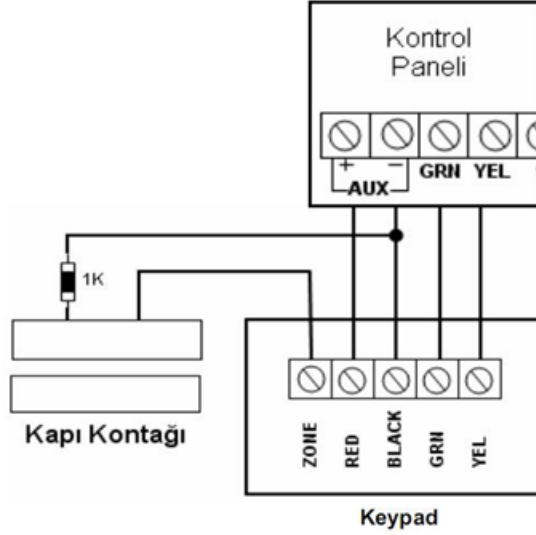 Kontrol
Paneli
+ −
AUX
GRN YEL
1K
Kapı Kontağı
ZONE
RED
BLACK
GRN
YEL
Keypad